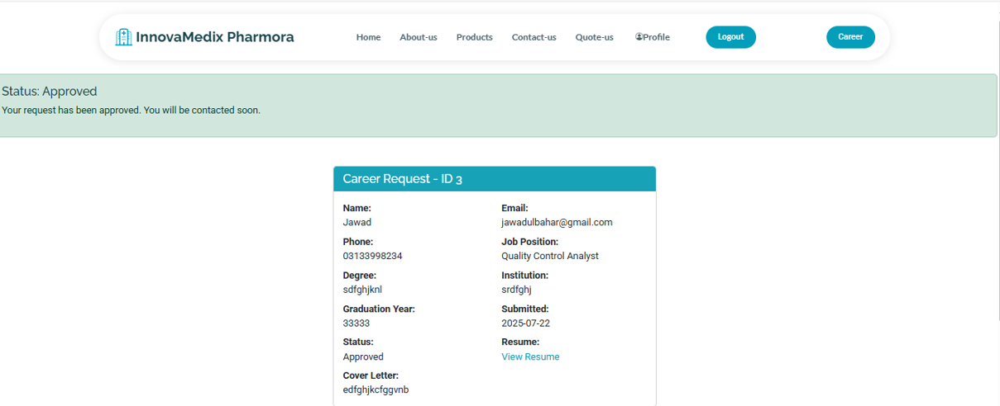 InnovaMedix Pharmora
Home About-us Products Contact-us Quote-us Profile Logout Career
Status: Approved
Your request has been approved. You will be contacted soon.
Career Request - ID 3
Name: Email:
Jawad jawadulbahar@gmail.com
Phone: Job Position:
03133998234 Quality Control Analyst
Degree: Institution:
sdfghjknl srdfghj
Graduation Year: Submitted:
33333 2025-07-22
Status: Resume:
Approved View Resume
Cover Letter:
edfghjkcfggvnb